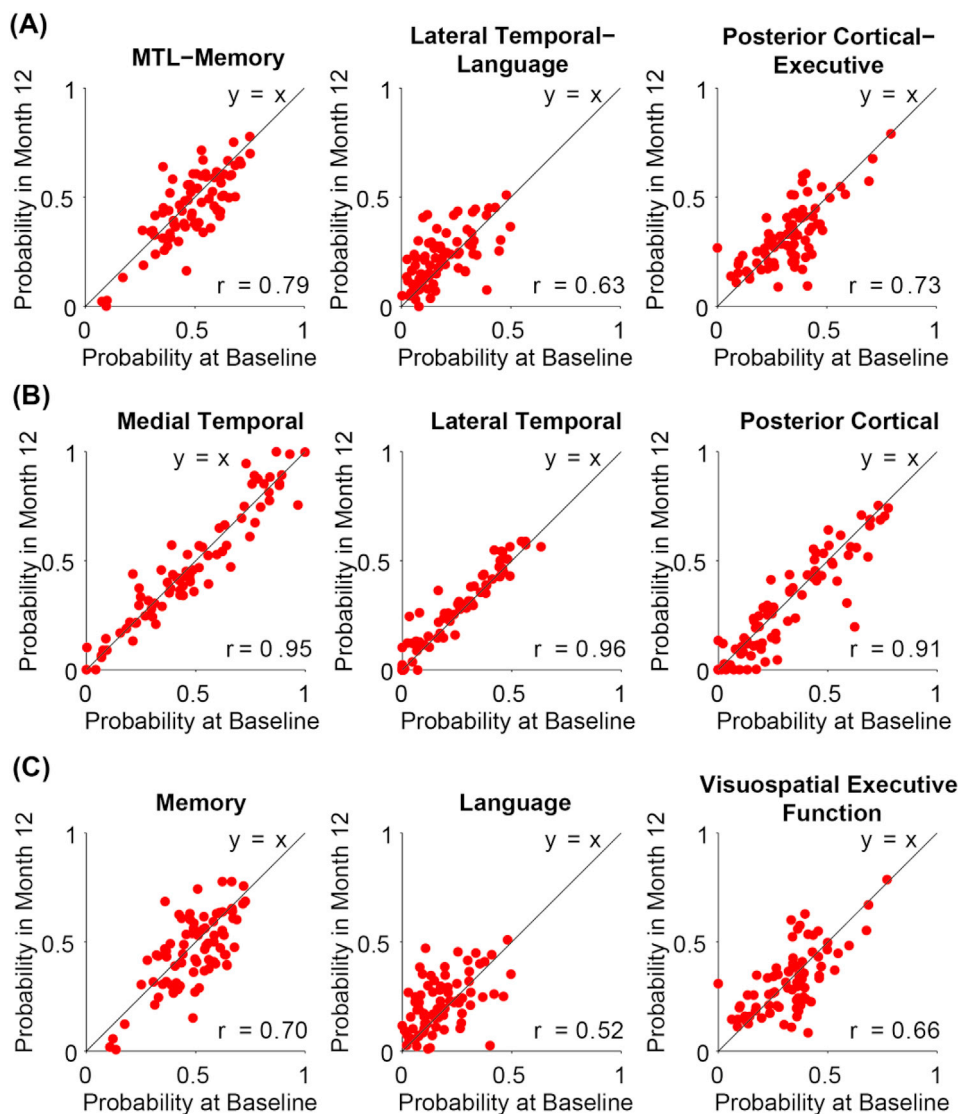 (A)
MTL−Memory
Lateral Temporal−
Language
Posterior Cortical−
Executive
Probability in Month 12
1
0.5
0
y = x
r = 0.79
0
0.5
1
Probability at Baseline
Probability in Month 12
1
0.5
0
y = x
r = 0.63
0
0.5
1
Probability at Baseline
Probability in Month 12
1
0.5
0
y = x
r = 0.73
0
0.5
1
Probability at Baseline
(B)
Medial Temporal
Lateral Temporal
Posterior Cortical
Probability in Month 12
1
0.5
0
y = x
r = 0.95
0
0.5
1
Probability at Baseline
Probability in Month 12
1
0.5
0
y = x
r = 0.96
0
0.5
1
Probability at Baseline
Probability in Month 12
1
0.5
0
y = x
r = 0.91
0
0.5
1
Probability at Baseline
(C)
Memory
Language
Visuospatial Executive
Function
Probability in Month 12
1
0.5
0
y = x
r = 0.70
0
0.5
1
Probability at Baseline
Probability in Month 12
1
0.5
0
y = x
r = 0.52
0
0.5
1
Probability at Baseline
Probability in Month 12
1
0.5
0
y = x
r = 0.66
0
0.5
1
Probability at Baseline